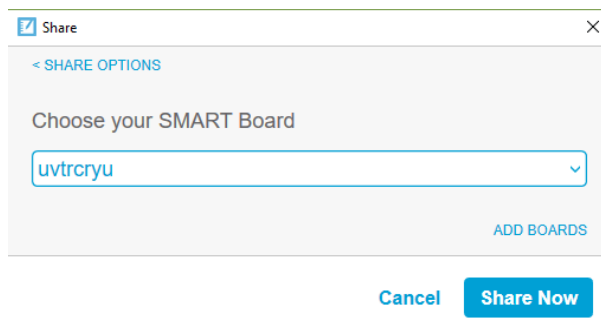 Share
< SHARE OPTIONS
Choose your SMART Board
uvtrcryu
ADD BOARDS
Cancel Share Now